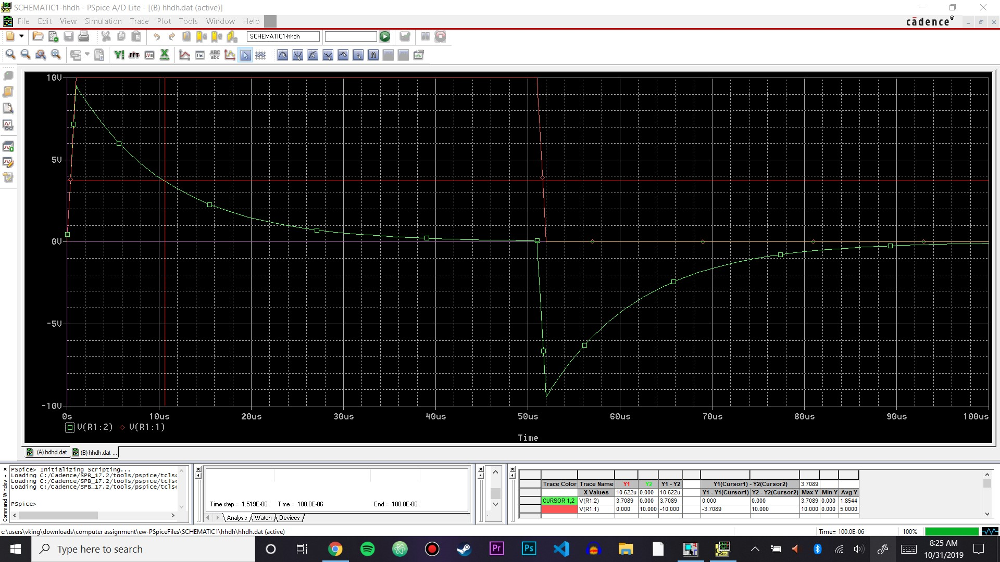 SCHEMATIC1-hhdh - PSpice A/D Lite - [(B) hhdh.dat (active)]
File Edit View Simulation Trace Plot Tools Window Help
cādence®
SCHEMATIC1-hhdh
FFT
ABC
abc
10V
5V
0V
-5V
-10V
0s 10us 20us 30us 40us 50us 60us 70us 80us 90us 100us
V(R1:2) V(R1:1)
Time
(A) hdhd.dat (B) hhdh.dat ...
Command Window
PSpice> Initializing Scripting...
Loading C:/Cadence/SPB_17.2/tools/pspice/tclsc
Loading C:/Cadence/SPB_17.2/tools/pspice/tclsc
Loading C:/Cadence/SPB_17.2/tools/pspice/tclsc
PSpice>
Time step = 1.519E-06 Time = 100.0E-06 End = 100.0E-06
Analysis Watch Devices
Trace Color Trace Name Y1 Y2 Y1 - Y2 Y1(Cursor1) - Y2(Cursor2) 3.7089
X Values 10.622u 0.000 10.622u Y1 - Y1(Cursor1) Y2 - Y2(Cursor2) Max Y Min Y Avg Y
CURSOR 1,2 V(R1:2) 3.7089 0.000 3.7089 0.000 0.000 3.7089 0.000 1.8544
V(R1:1) 0.000 10.000 -10.000 -3.7089 10.000 10.000 0.000 5.0000
c:\users\vking\downloads\computer assignment\ew-PSpiceFiles\SCHEMATIC1\hhdh\hhdh.dat (active)
Time= 100.0E-06 100%
Type here to search
Pr
Ps
8:25 AM
10/31/2019